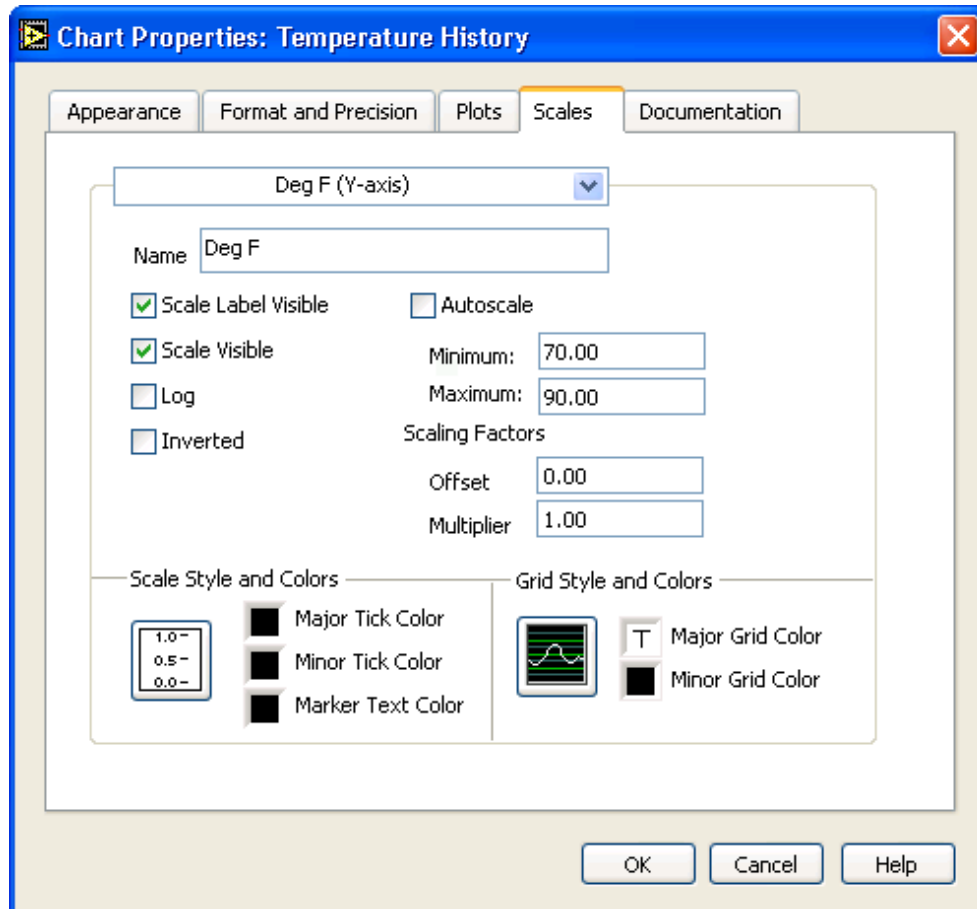 Chart Properties: Temperature History
Appearance
Format and Precision
Plots
Scales
Documentation
Deg F (Y-axis)
Name
Deg F
Scale Label Visible
Autoscale
Scale Visible
Minimum:
70.00
Log
Maximum:
90.00
Inverted
Scaling Factors
Offset
0.00
Multiplier
1.00
Scale Style and Colors
Grid Style and Colors
1.0
0.5
0.0
Major Tick Color
Minor Tick Color
Marker Text Color
T
Major Grid Color
Minor Grid Color
OK
Cancel
Help